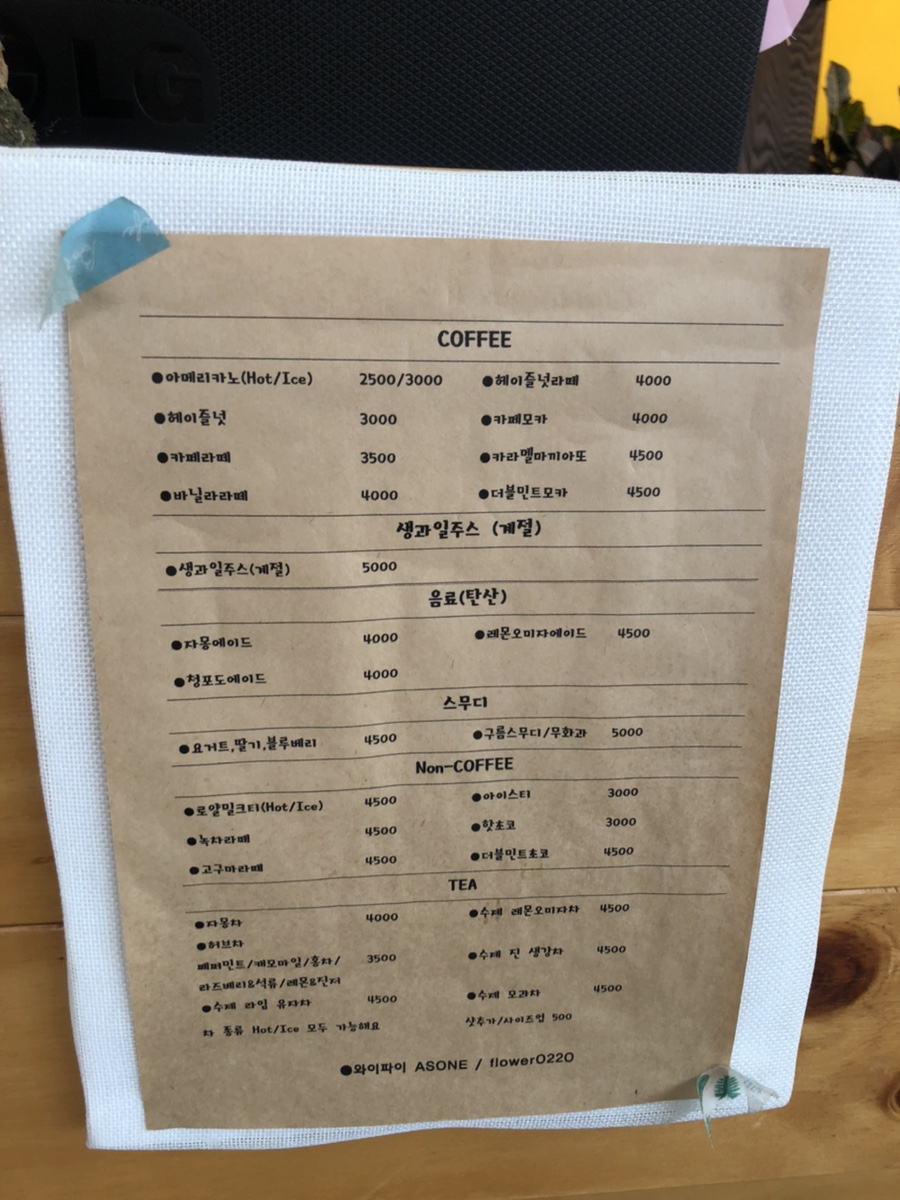 LG
COFFEE
●아메리카노(Hot/Ice) 2500/3000 ●헤이즐넛라떼 4000
●헤이즐넛 3000 ●카페모카 4000
●카페라떼 3500 ●카라멜마끼아또 4500
●바닐라라떼 4000 ●더블민트모카 4500
생과일주스 (계절)
●생과일주스(계절) 5000
음료(탄산)
●자몽에이드 4000 ●레몬오미자에이드 4500
●청포도에이드 4000
스무디
●요거트,딸기,블루베리 4500 ●구름스무디/무화과 5000
Non-COFFEE
●로얄밀크티(Hot/Ice) 4500 ●아이스티 3000
●녹차라떼 4500 ●핫초코 3000
●고구마라떼 4500 ●더블민트초코 4500
TEA
●자몽차 4000 ●수제 레몬오미자차 4500
●허브차
페퍼민트/캐모마일/홍차/ 3500 ●수제 진 생강차 4500
라즈베리&석류/레몬&진저
●수제 라임 유자차 4500 ●수제 모과차 4500
차 종류 Hot/Ice 모두 가능해요 샷추가/사이즈업 500
●와이파이 ASONE / flower0220